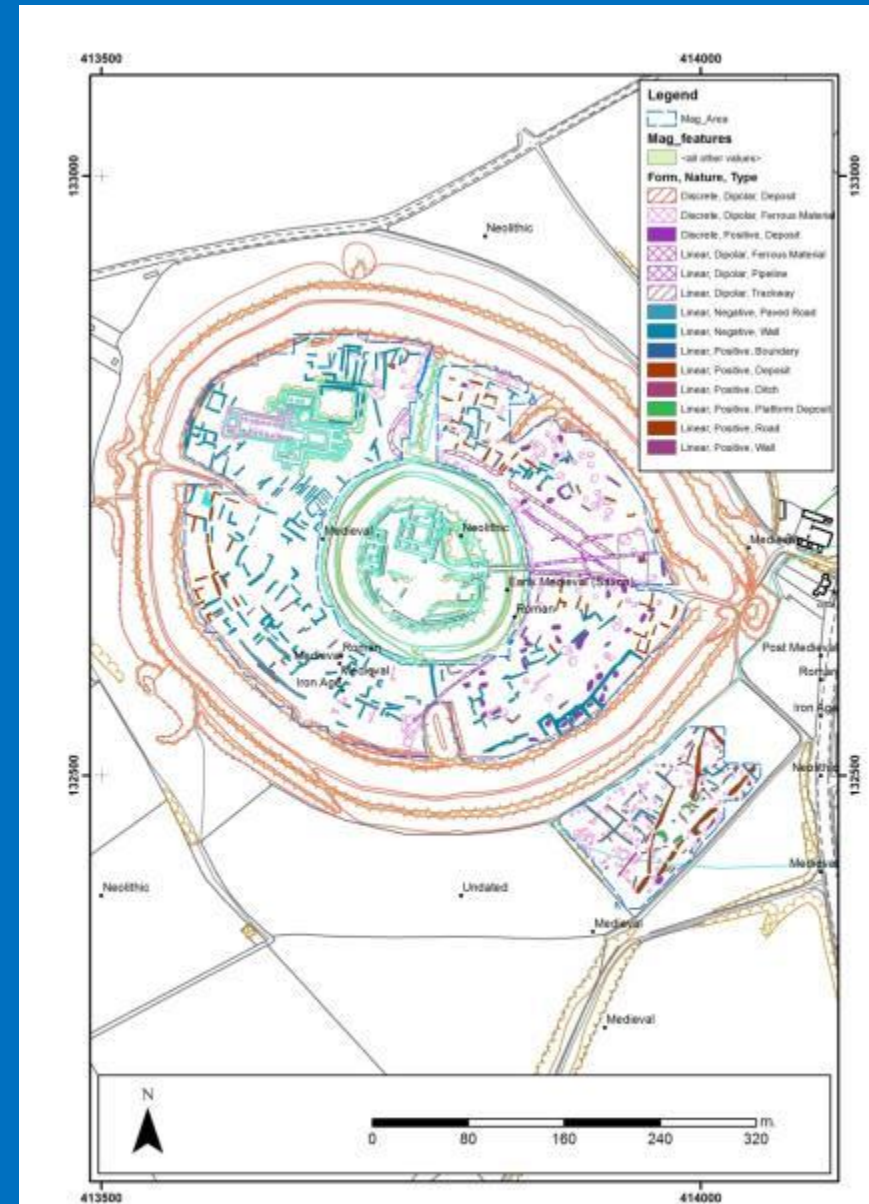 413500
414000
133000
133000
Legend
Mag_Area
Mag_features
<all other values>
Form, Nature, Type
Discrete, Dipolar, Deposit
Discrete, Dipolar, Ferrous Material
Discrete, Positive, Deposit
Linear, Dipolar, Ferrous Material
Linear, Dipolar, Pipeline
Linear, Dipolar, Trackway
Linear, Negative, Paved Road
Linear, Negative, Wall
Linear, Positive, Boundary
Linear, Positive, Deposit
Linear, Positive, Ditch
Linear, Positive, Platform Deposit
Linear, Positive, Road
Linear, Positive, Wall
Neolithic
Medieval
Neolithic
Medieval
Early Medieval (Saxon)
Roman
Roman
Medieval
Medieval
Iron Age
Post Medieval
Roman
Iron Age
Neolithic
132500
132500
Medieval
Neolithic
Undated
Medieval
Medieval
N
m.
0 80 160 240 320
413500
414000